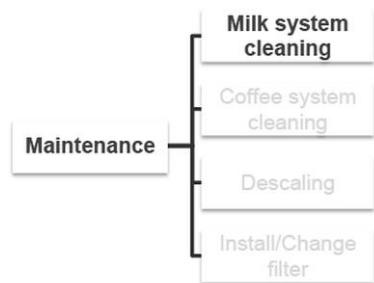 Milk system
cleaning
Coffee system
cleaning
Maintenance
Descaling
Install/Change
filter